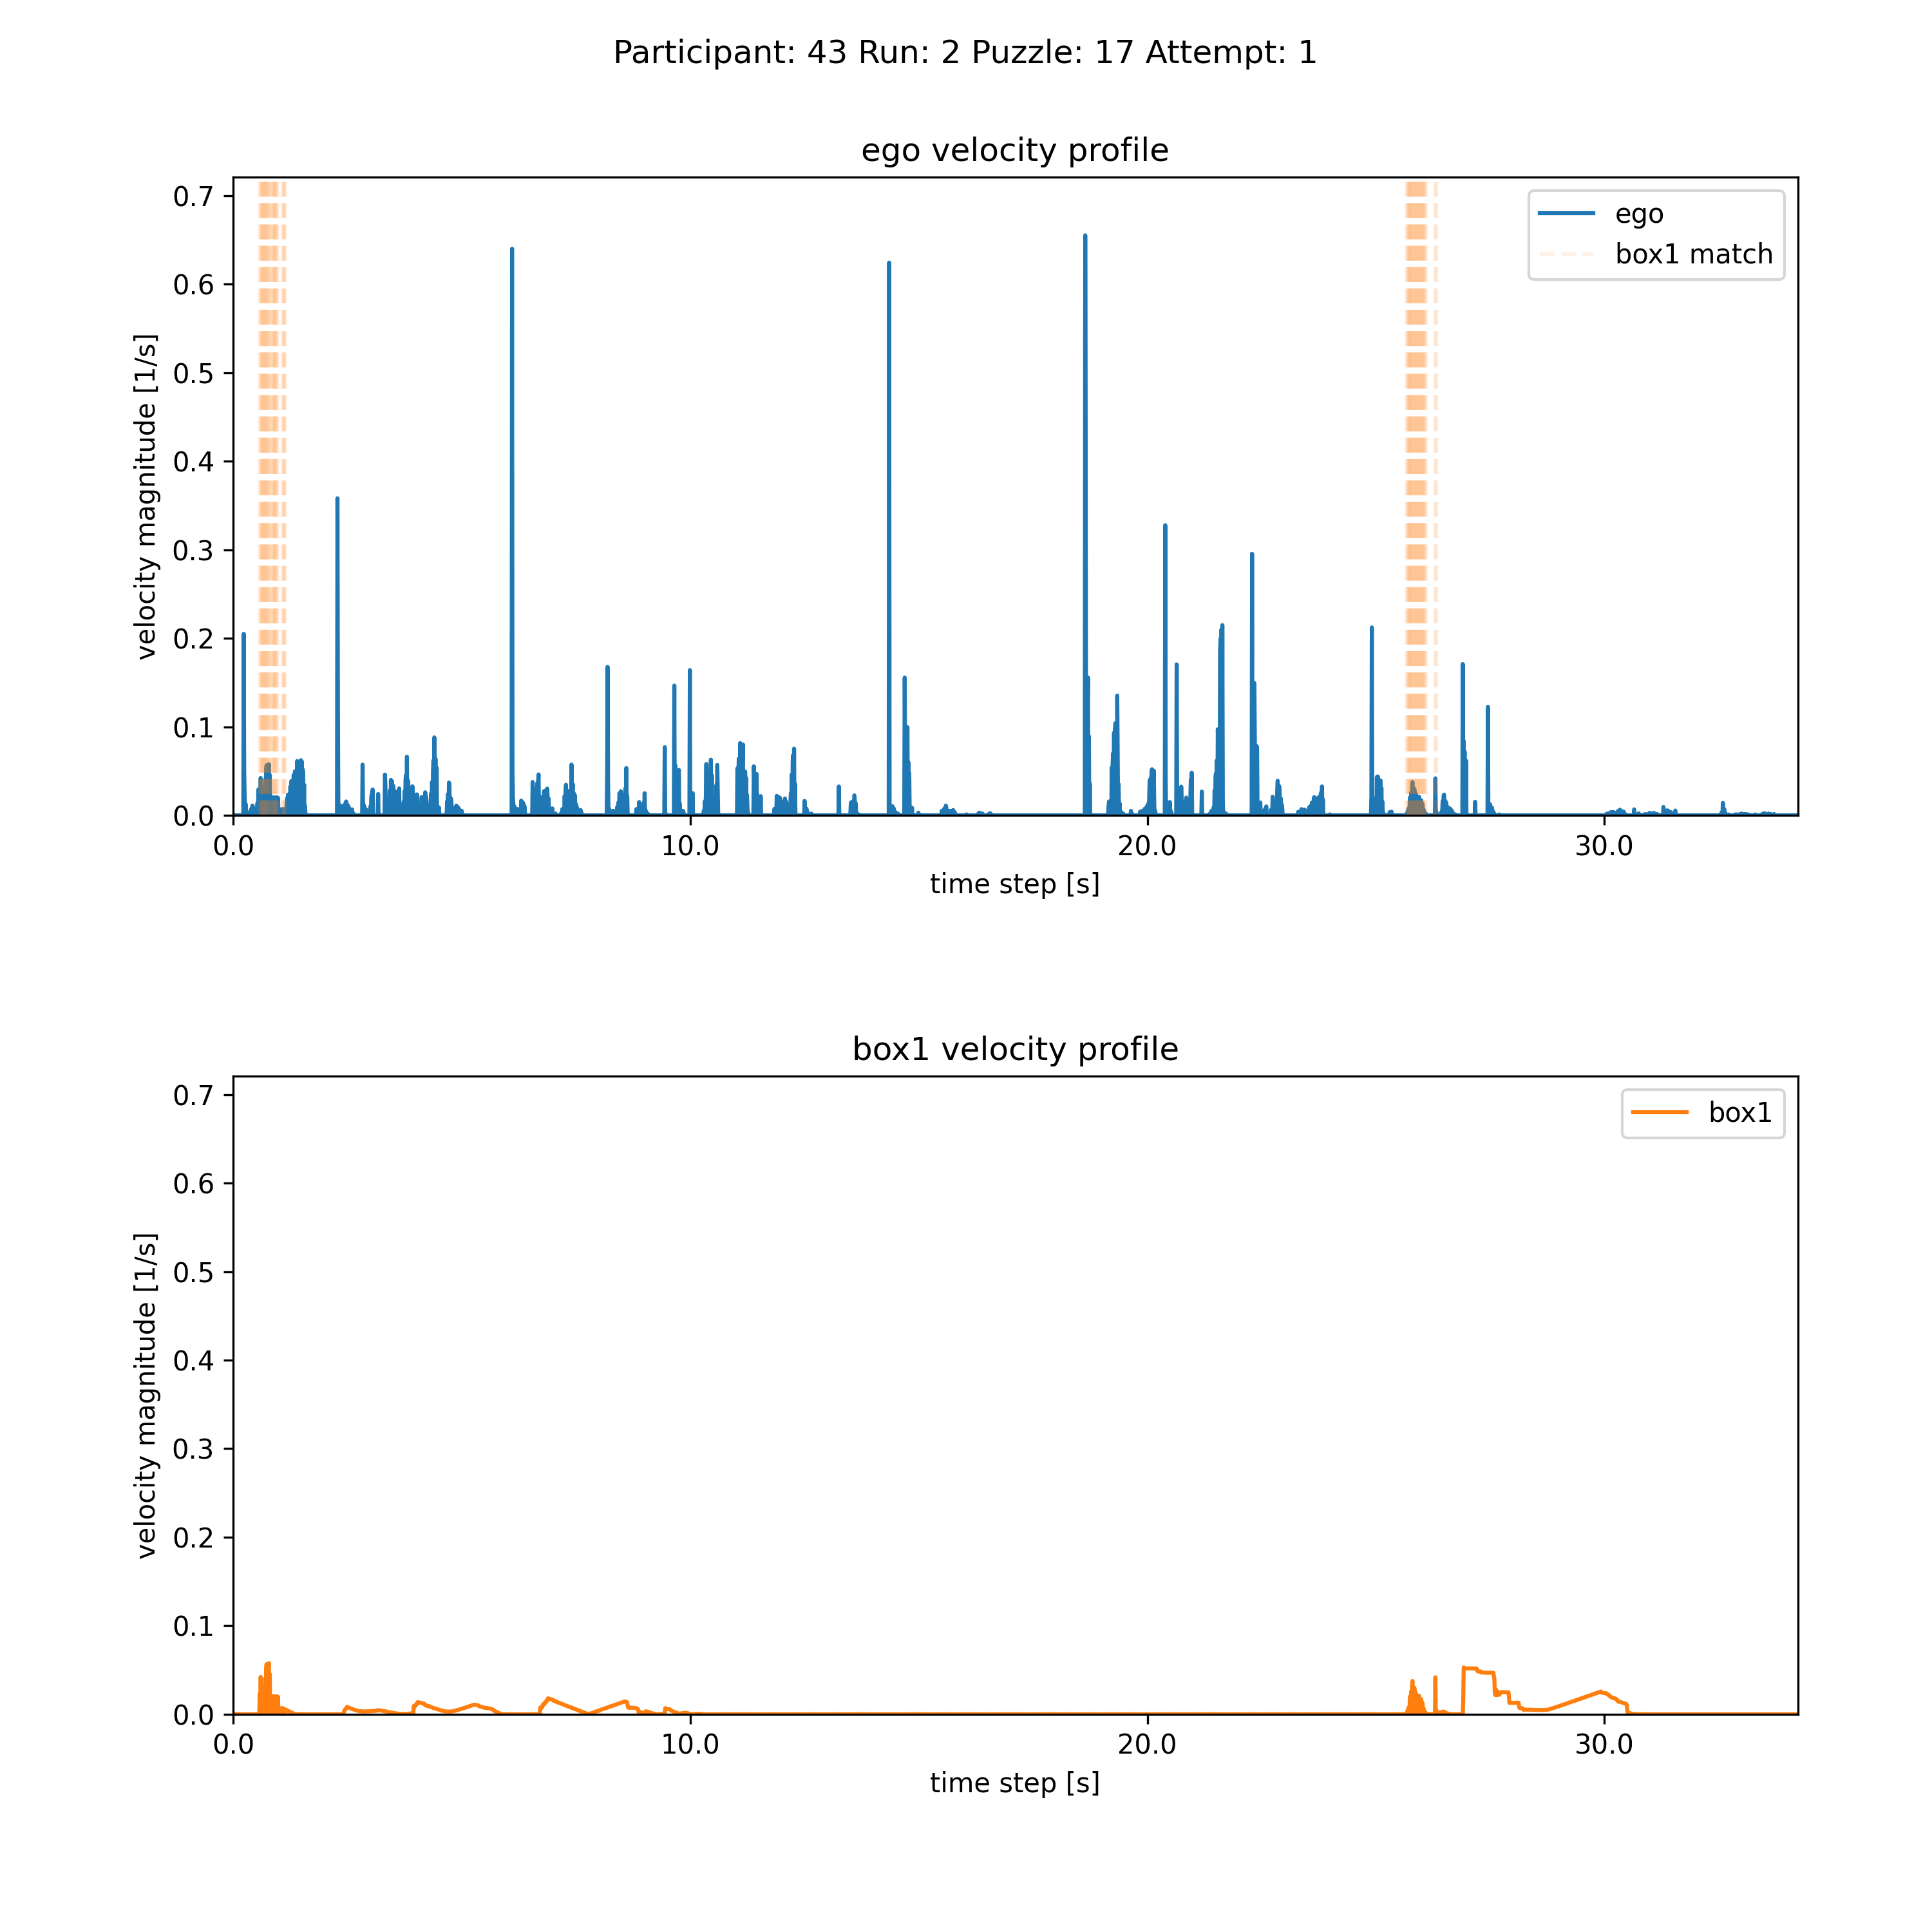 Participant: 43 Run: 2 Puzzle: 17 Attempt: 1
ego velocity profile
velocity magnitude [1/s]
0.7
0.6
0.5
0.4
0.3
0.2
0.1
0.0
ego
box1 match
0.0 10.0 20.0 30.0
time step [s]
box1 velocity profile
velocity magnitude [1/s]
0.7
0.6
0.5
0.4
0.3
0.2
0.1
0.0
box1
0.0 10.0 20.0 30.0
time step [s]